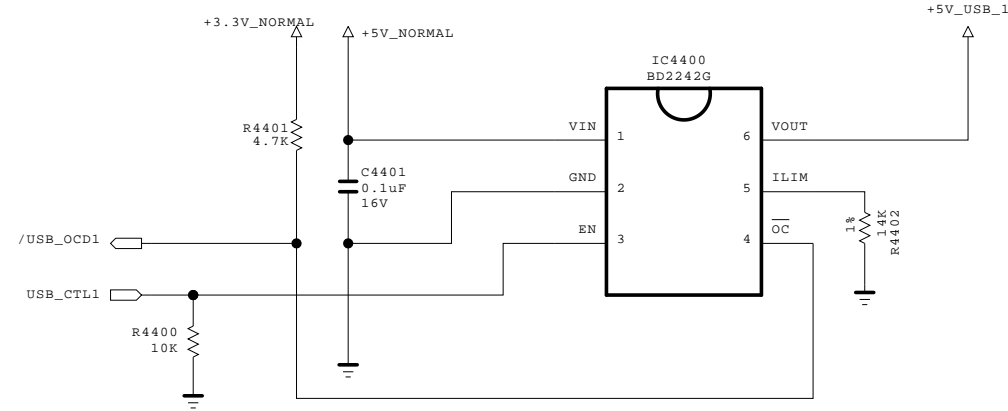 +5V_USB_1
+3.3V_NORMAL
+5V_NORMAL
IC4400
BD2242G
R4401
4.7K
VIN
1
6
VOUT
C4401
0.1uF
16V
GND
2
5
ILIM
1%
14K
R4402
/USB_OCD1
EN
3
4
OC
USB_CTL1
R4400
10K